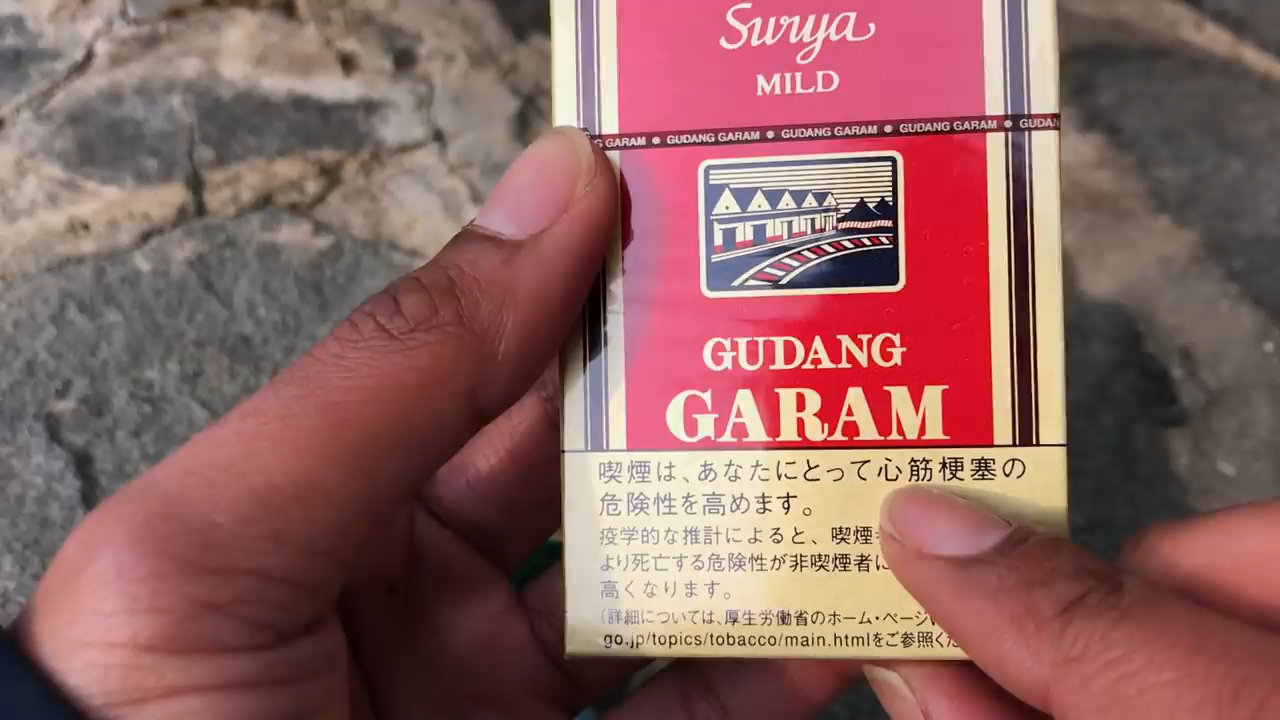 Surya
MILD
GARAM ● GUDANG GARAM ● GUDANG GARAM ● GUDANG GARAM ●
GUDANG
GARAM
喫煙は、あなたにとって心筋梗塞の
危険性を高めます。
疫学的な推計によると、喫煙
より死亡する危険性が非喫煙者に
高くなります。
(詳細については、厚生労働省のホーム・ページ
go.jp/topics/tobacco/main.htmlをご参照く